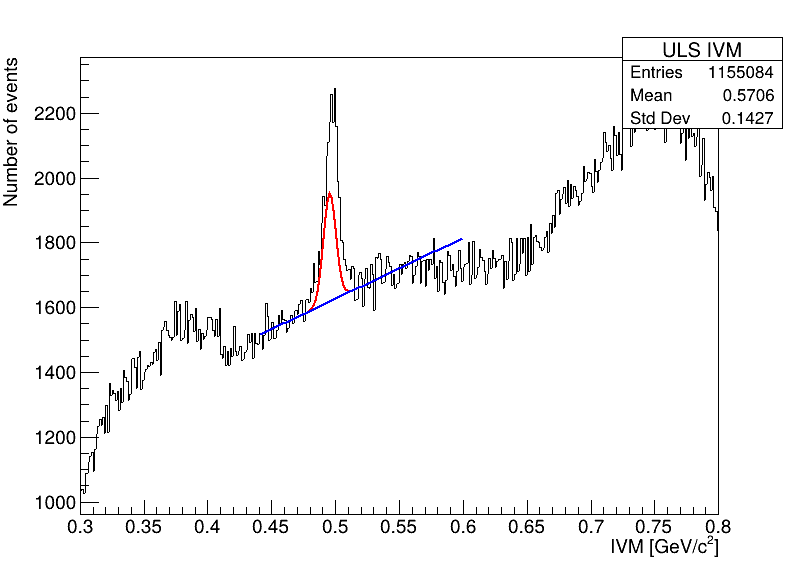 ULS IVM
Entries 1155084
Mean 0.5706
Std Dev 0.1427
Number of events
2200
2000
1800
1600
1400
1200
1000
0.3 0.35 0.4 0.45 0.5 0.55 0.6 0.65 0.7 0.75 0.8
IVM [GeV/c²]